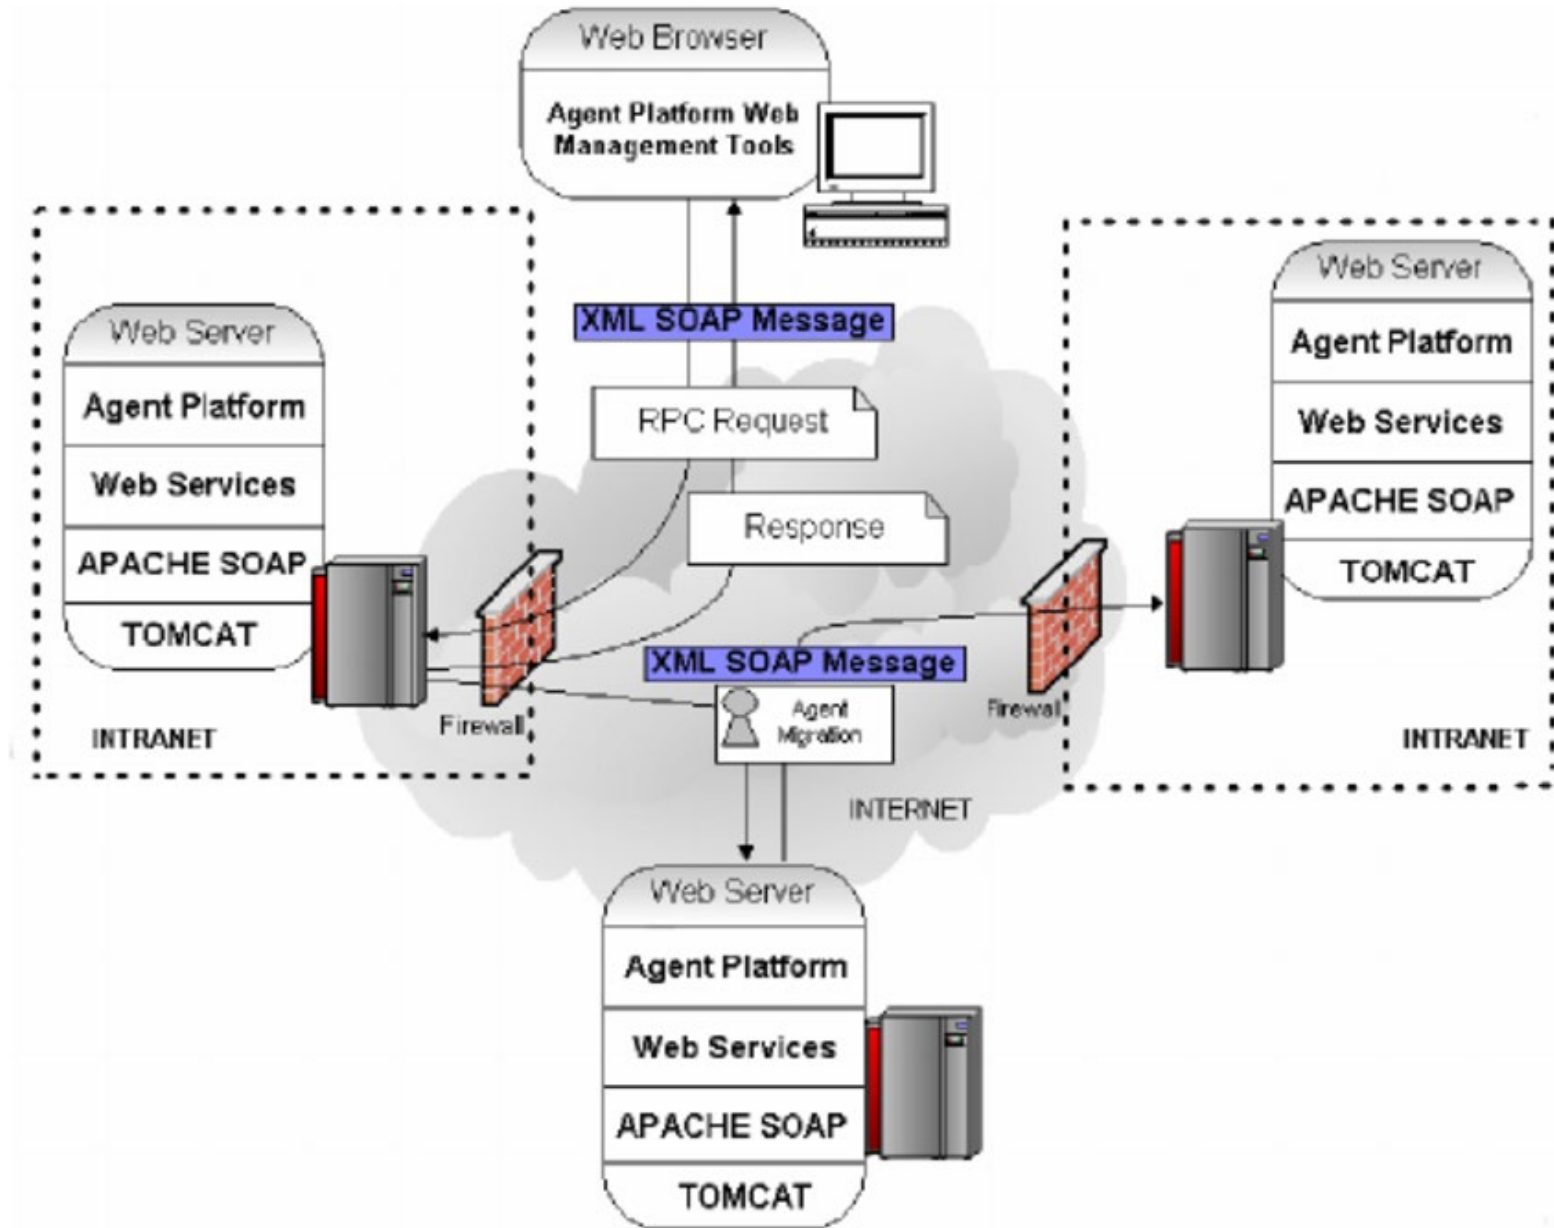 Web Browser
Agent Platform Web
Management Tools
Web Server
Agent Platform
Web Services
APACHE SOAP
TOMCAT
INTRANET
Firewall
XML SOAP Message
RPC Request
Response
XML SOAP Message
Agent
Migration
INTERNET
Web Server
Agent Platform
Web Services
APACHE SOAP
TOMCAT
Firewall
INTRANET
Web Server
Agent Platform
Web Services
APACHE SOAP
TOMCAT